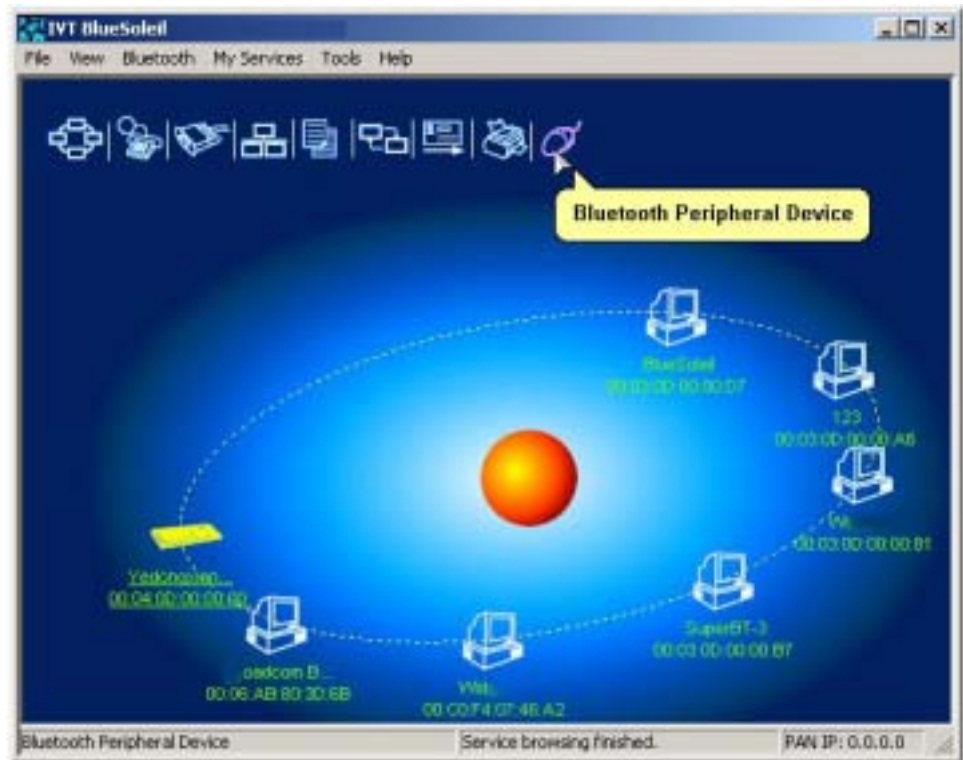 IVT BlueSoleil
File View Bluetooth My Services Tools Help
Bluetooth Peripheral Device
BlueSoleil
00:03:0D:00:00:D7
123
00:03:0D:00:00:A6
00:03:0D:00:00:B1
SuperBT-3
00:03:0D:00:00:B7
00:04:0D:00:00:
oadcom B...
00:06:AB:80:3D:6B
00:C0:F4:07:46:A2
Bluetooth Peripheral Device
Service browsing finished.
PAN IP: 0.0.0.0